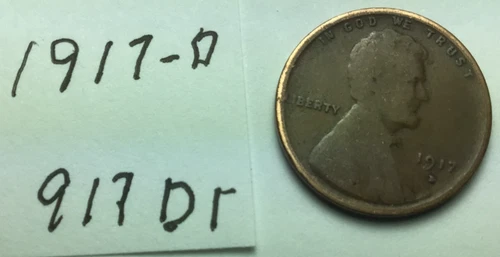 1917-D
917 Dr
IN GOD WE TRUST
LIBERTY
1917
D